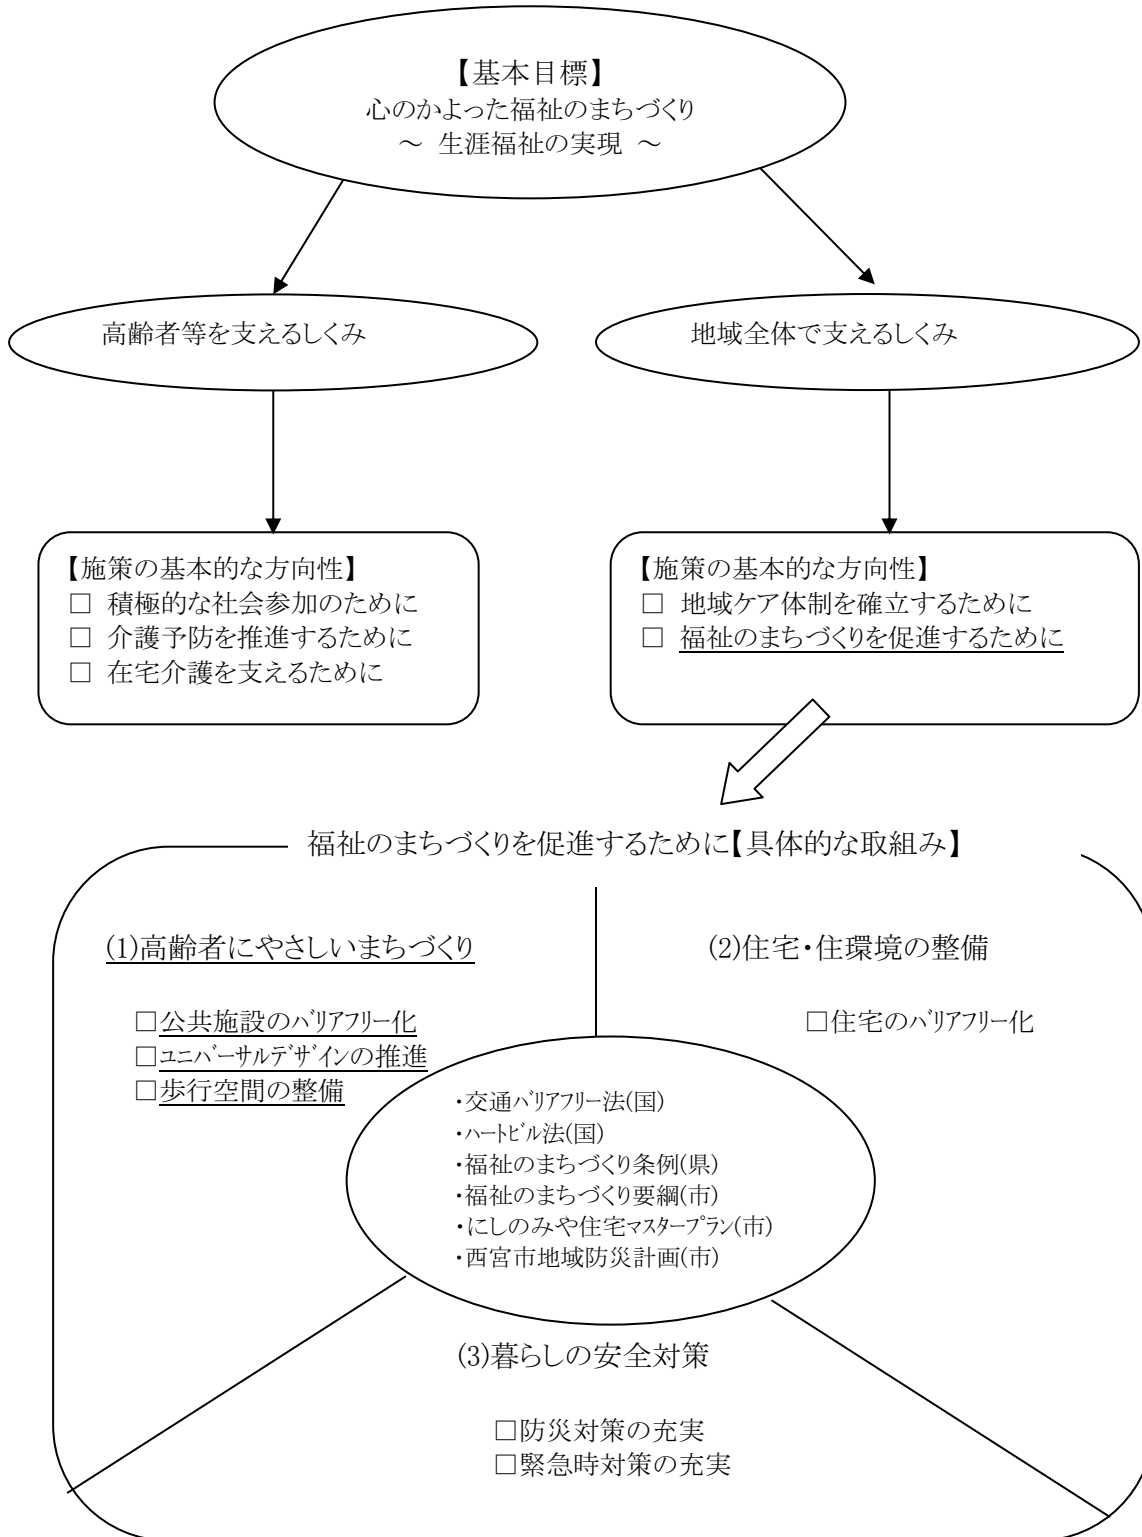 【基本目標】
心のかよった福祉のまちづくり
～ 生涯福祉の実現 ～
高齢者等を支えるしくみ
地域全体で支えるしくみ
【施策の基本的な方向性】
□ 積極的な社会参加のために
□ 介護予防を推進するために
□ 在宅介護を支えるために
【施策の基本的な方向性】
□ 地域ケア体制を確立するために
□ 福祉のまちづくりを促進するために
福祉のまちづくりを促進するために【具体的な取組み】
(1)高齢者にやさしいまちづくり
□公共施設のﾊﾞﾘｱﾌﾘｰ化
□ﾕﾆﾊﾞｰｻﾙﾃﾞｻﾞｲﾝの推進
□歩行空間の整備
(2)住宅・住環境の整備
□住宅のﾊﾞﾘｱﾌﾘｰ化
・交通ﾊﾞﾘｱﾌﾘｰ法(国)
・ﾊｰﾄﾋﾞﾙ法(国)
・福祉のまちづくり条例(県)
・福祉のまちづくり要綱(市)
・にしのみや住宅ﾏｽﾀｰﾌﾟﾗﾝ(市)
・西宮市地域防災計画(市)
(3)暮らしの安全対策
□防災対策の充実
□緊急時対策の充実